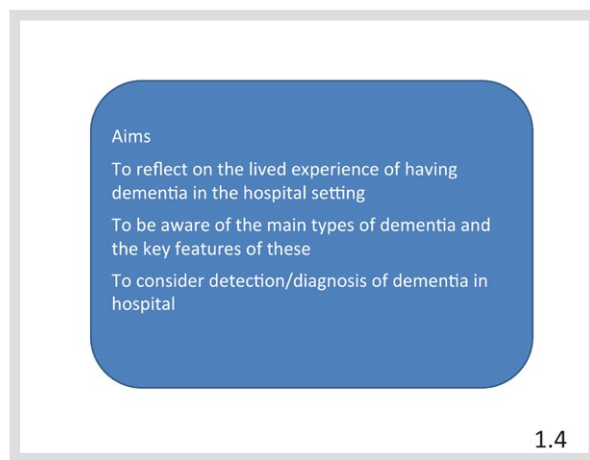 Aims
To reflect on the lived experience of having
dementia in the hospital setting
To be aware of the main types of dementia and
the key features of these
To consider detection/diagnosis of dementia in
hospital
1.4